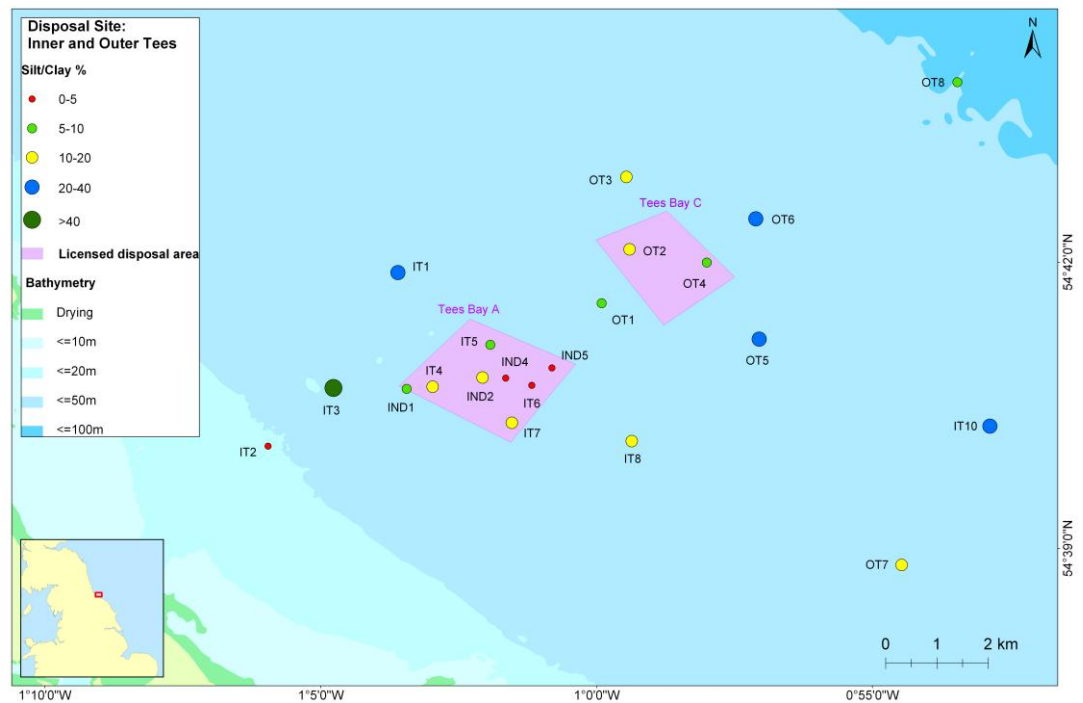 Disposal Site:
Inner and Outer Tees
Silt/Clay %
0-5
5-10
10-20
20-40
>40
Licensed disposal area
Bathymetry
Drying
<=10m
<=20m
<=50m
<=100m
N
OT8
OT3
Tees Bay C
OT6
OT2
OT4
IT1
OT1
Tees Bay A
IT5
IND4
IND5
OT5
IT4
IND2
IT6
IND1
IT3
IT7
IT2
IT8
IT10
OT7
54°42'0"N
54°39'0"N
0 1 2 km
1°10'0"W
1°5'0"W
1°0'0"W
0°55'0"W